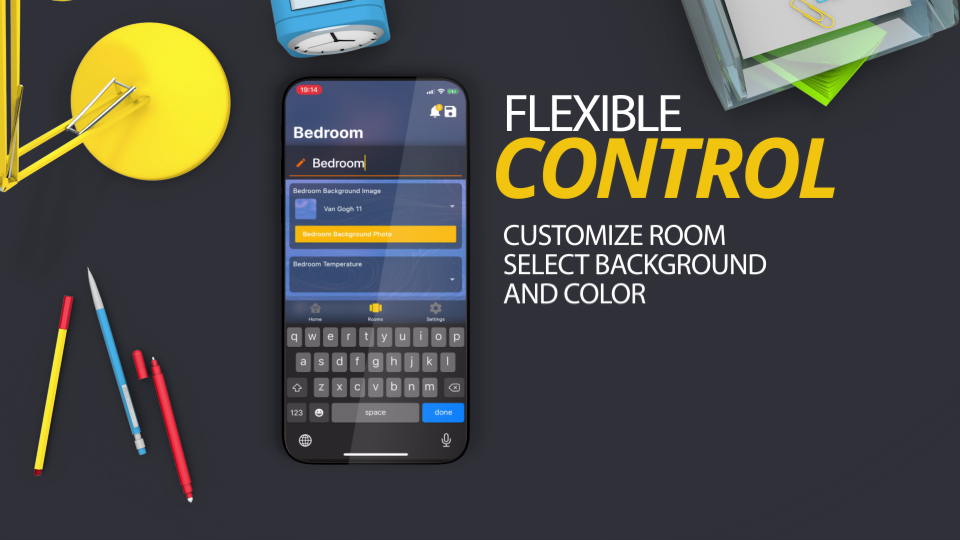 19:14
Bedroom
Bedroom
Bedroom Background Image
Van Gogh 11
Bedroom Background Photo
Bedroom Temperature
Home Rooms Settings
q w e r t y u i o p
a s d f g h j k l
z x c v b n m
123 space done
FLEXIBLE
CONTROL
CUSTOMIZE ROOM
SELECT BACKGROUND
AND COLOR